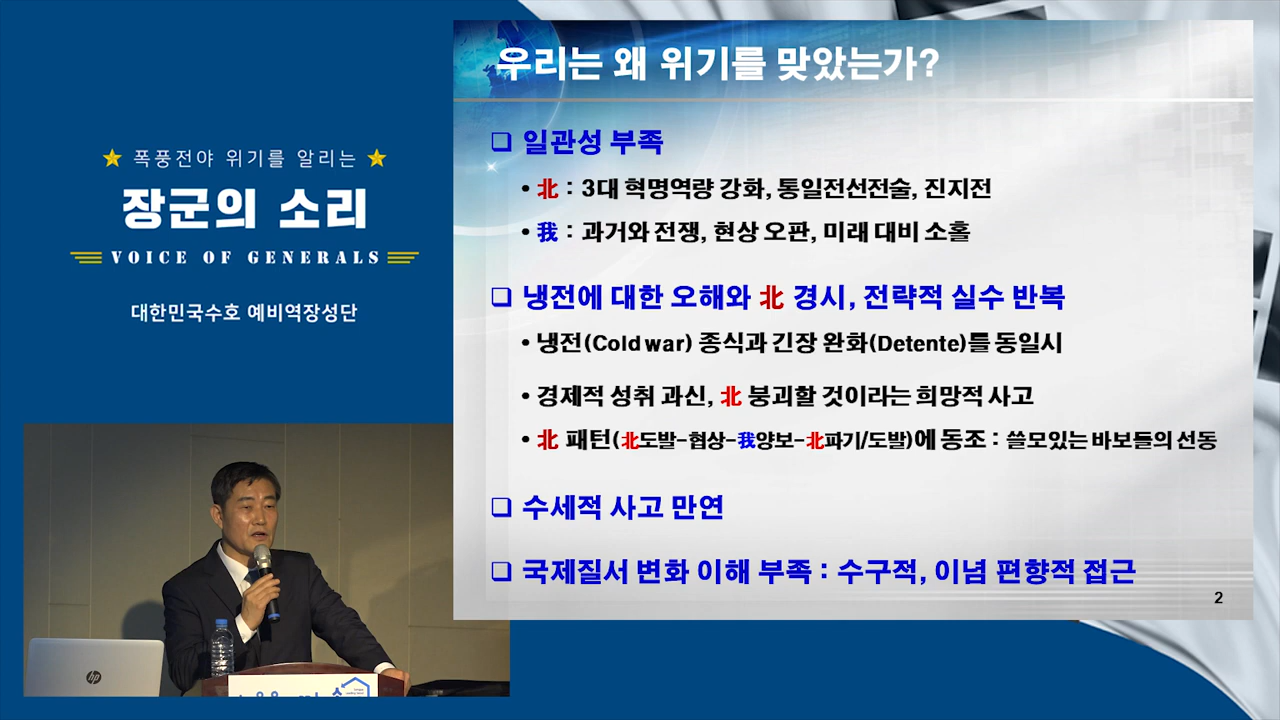 폭풍전야 위기를 알리는
장군의 소리
VOICE OF GENERALS
대한민국수호 예비역장성단
우리는 왜 위기를 맞았는가?
❑ 일관성 부족
• 北 : 3대 혁명역량 강화, 통일전선전술, 진지전
• 我 : 과거와 전쟁, 현상 오판, 미래 대비 소홀
❑ 냉전에 대한 오해와 北 경시, 전략적 실수 반복
• 냉전(Cold war) 종식과 긴장 완화(Detente)를 동일시
• 경제적 성취 과신, 北 붕괴할 것이라는 희망적 사고
• 北 패턴(北도발-협상-我양보-北파기/도발)에 동조 : 쓸모있는 바보들의 선동
❑ 수세적 사고 만연
❑ 국제질서 변화 이해 부족 : 수구적, 이념 편향적 접근
2
hp